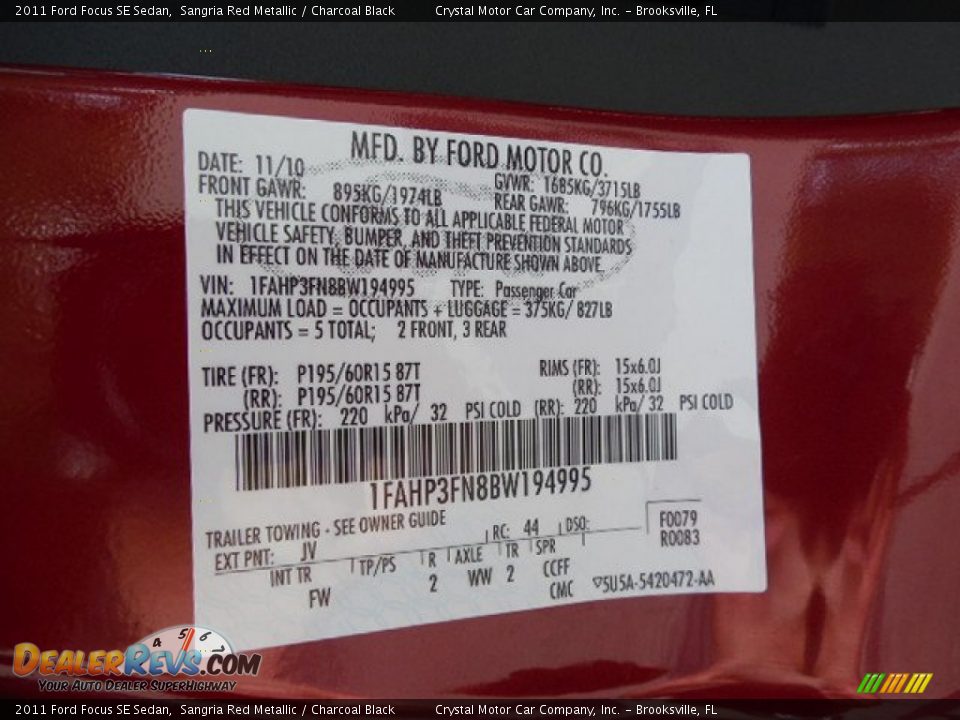 2011 Ford Focus SE Sedan, Sangria Red Metallic / Charcoal Black Crystal Motor Car Company, Inc. - Brooksville, FL
MFD. BY FORD MOTOR CO.
DATE: 11/10 GVWR: 1685KG/3715LB
FRONT GAWR: 895KG/1974LB REAR GAWR: 796KG/1755LB
THIS VEHICLE CONFORMS TO ALL APPLICABLE FEDERAL MOTOR
VEHICLE SAFETY, BUMPER, AND THEFT PREVENTION STANDARDS
IN EFFECT ON THE DATE OF MANUFACTURE SHOWN ABOVE.
VIN: 1FAHP3FN8BW194995 TYPE: Passenger Car
MAXIMUM LOAD = OCCUPANTS + LUGGAGE = 375KG/ 827LB
OCCUPANTS = 5 TOTAL; 2 FRONT, 3 REAR
TIRE (FR): P195/60R15 87T RIMS (FR): 15x6.0J
(RR): P195/60R15 87T (RR): 15x6.0J
PRESSURE (FR): 220 kPa/ 32 PSI COLD (RR): 220 kPa/ 32 PSI COLD
1FAHP3FN8BW194995
TRAILER TOWING - SEE OWNER GUIDE RC: 44 DSO: F0079
EXT PNT: JV R0083
INT TR TP/PS R AXLE TR SPR
FW 2 WW 2 CCFF
CMC ▽5U5A-5420472-AA
DEALERREVS.COM
YOUR AUTO DEALER SUPERHIGHWAY
4 5 6 7
2011 Ford Focus SE Sedan, Sangria Red Metallic / Charcoal Black Crystal Motor Car Company, Inc. - Brooksville, FL